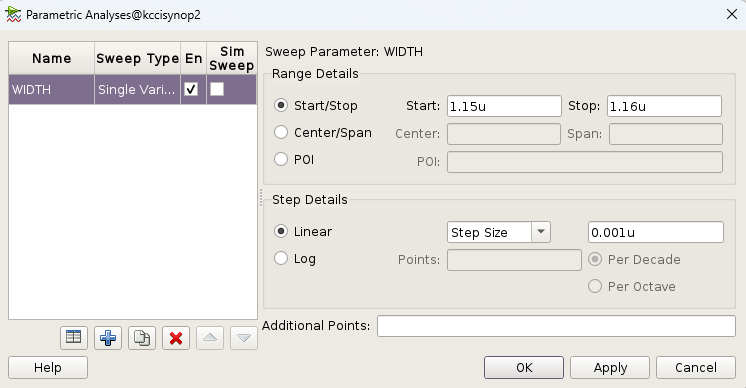 Parametric Analyses@kccisynop2
Name Sweep Type En Sim Sweep
WIDTH Single Vari...
Sweep Parameter: WIDTH
Range Details
Start/Stop Start: 1.15u Stop: 1.16u
Center/Span Center: Span:
POI POI:
Step Details
Linear Step Size 0.001u
Log Points: Per Decade
Per Octave
Additional Points:
Help OK Apply Cancel